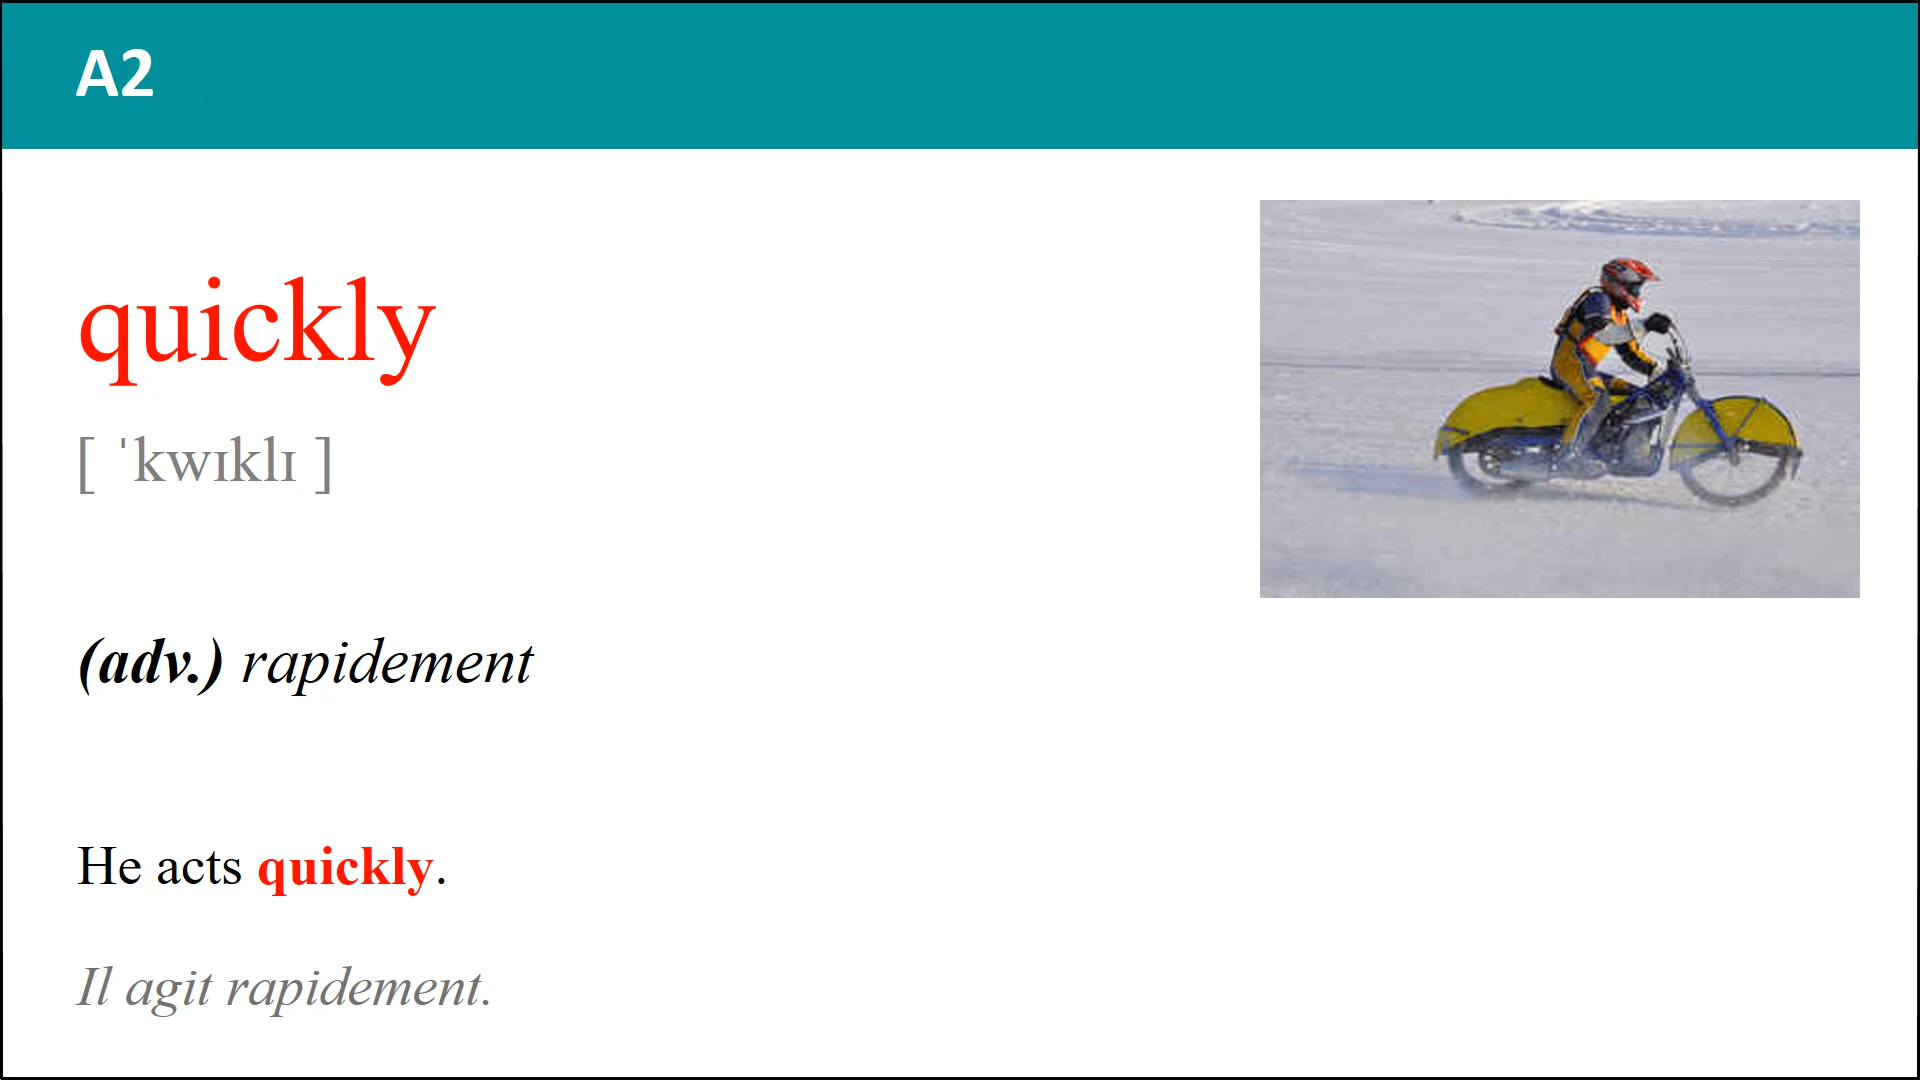 A2
quickly
[ ˈkwɪklɪ ]
(adv.) rapidement
He acts quickly.
Il agit rapidement.